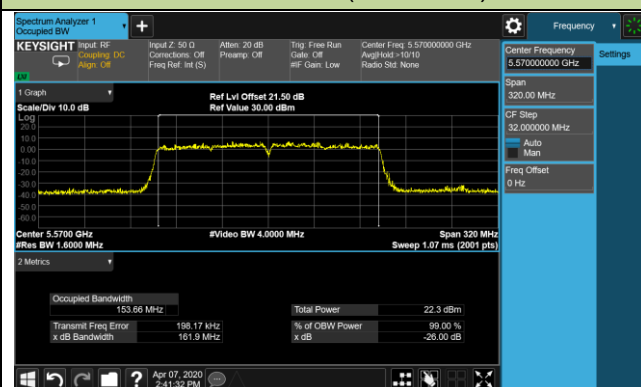 Spectrum Analyzer 1
Occupied BW
Frequency
KEYSIGHT
Input: RF
Coupling: DC
Align: Off
Input Z: 50 Ω
Corrections: Off
Freq Ref: Int (S)
Atten: 20 dB
Preamp: Off
Trig: Free Run
Gate: Off
#IF Gain: Low
Center Freq: 5.570000000 GHz
Avg|Hold:>10/10
Radio Std: None
Center Frequency
5.570000000 GHz
Settings
Span
320.00 MHz
CF Step
32.000000 MHz
Auto
Man
Freq Offset
0 Hz
1 Graph
Scale/Div 10.0 dB
Ref Lvl Offset 21.50 dB
Ref Value 30.00 dBm
Log
20.0
10.0
0.00
-10.0
-20.0
-30.0
-40.0
-50.0
-60.0
Center 5.5700 GHz
#Res BW 1.6000 MHz
#Video BW 4.0000 MHz
Span 320 MHz
Sweep 1.07 ms (2001 pts)
2 Metrics
Occupied Bandwidth
153.66 MHz
Total Power 22.3 dBm
Transmit Freq Error 198.17 kHz
% of OBW Power 99.00 %
x dB Bandwidth 161.9 MHz
x dB -26.00 dB
Apr 07, 2020
2:41:32 PM